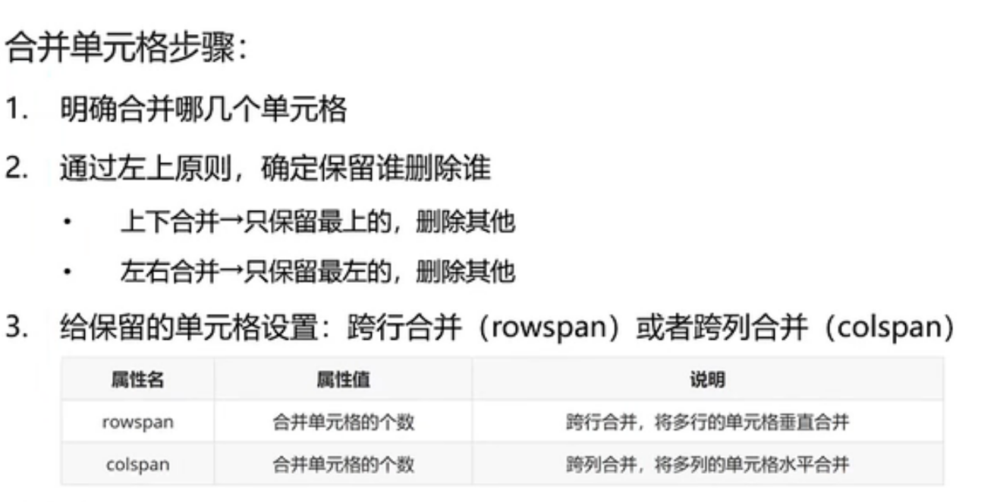 合并单元格步骤：
1. 明确合并哪几个单元格
2. 通过左上原则，确定保留谁删除谁
• 上下合并→只保留最上的，删除其他
• 左右合并→只保留最左的，删除其他
3. 给保留的单元格设置：跨行合并（rowspan）或者跨列合并（colspan）
属性名 属性值 说明
rowspan 合并单元格的个数 跨行合并，将多行的单元格垂直合并
colspan 合并单元格的个数 跨列合并，将多列的单元格水平合并